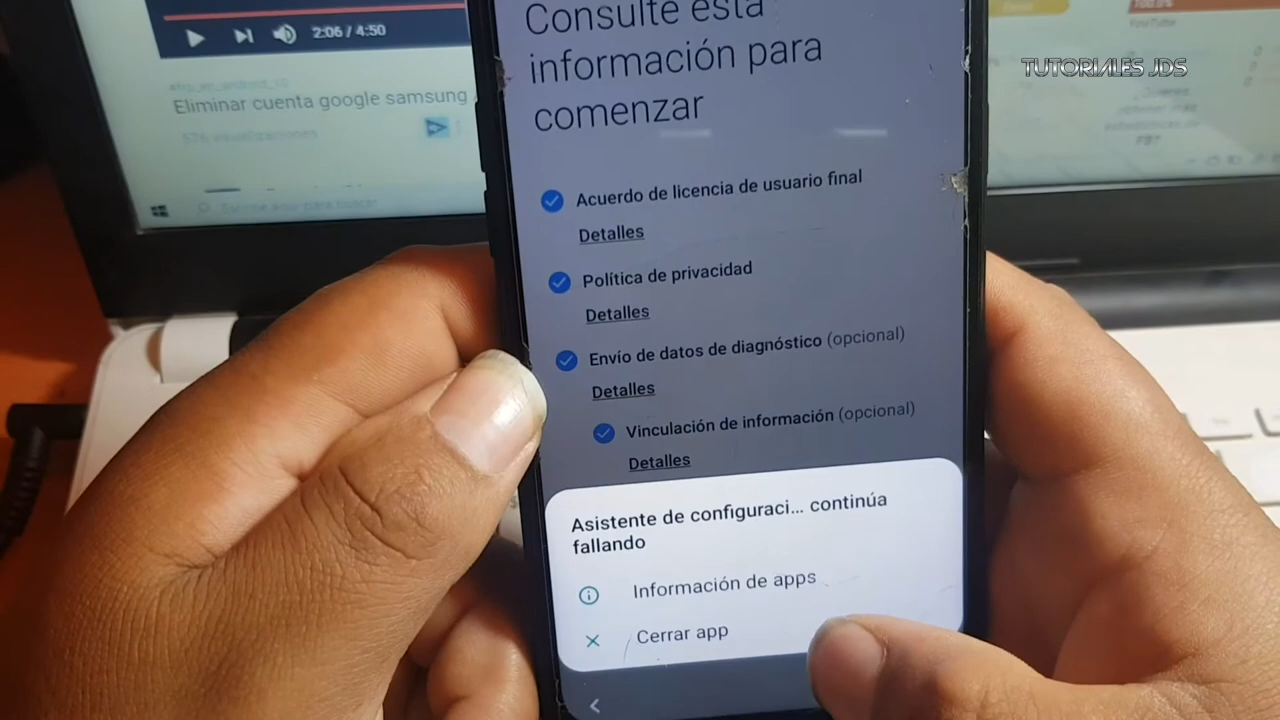 2:06 / 4:50
Eliminar cuenta google samsung
TUTORIALES JDS
Consulte esta
información para
comenzar
Acuerdo de licencia de usuario final
Detalles
Política de privacidad
Detalles
Envío de datos de diagnóstico (opcional)
Detalles
Vinculación de información (opcional)
Detalles
Asistente de configuraci... continúa
fallando
Información de apps
Cerrar app